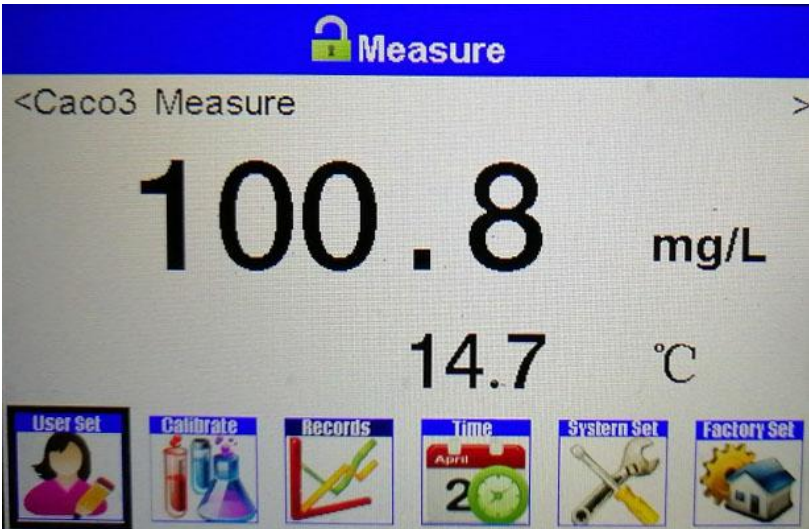 Measure
<Caco3 Measure >
100.8 mg/L
14.7 ℃
User Set Calibrate Records Time System Set Factory Set
April
2